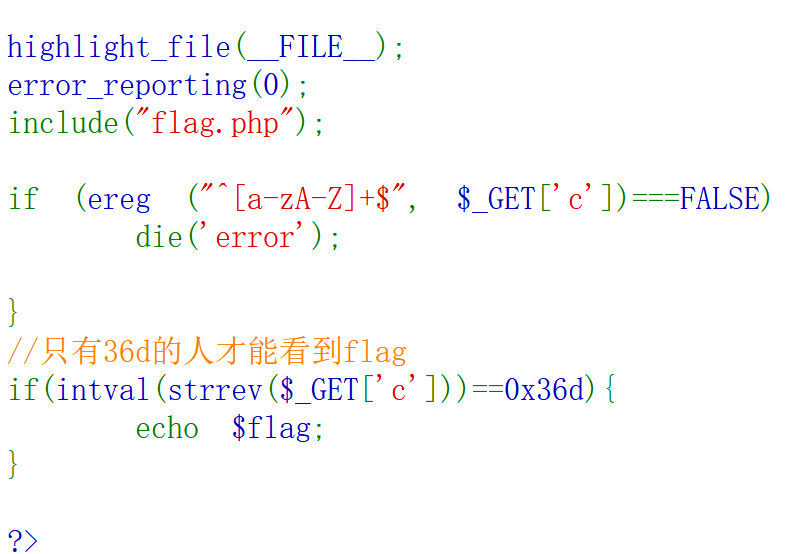 highlight_file(__FILE__);
error_reporting(0);
include("flag.php");
if  (ereg  ("^[a-zA-Z]+$",  $_GET['c'])===FALSE)
        die('error');
}
//只有36d的人才能看到flag
if(intval(strrev($_GET['c']))==0x36d){
        echo  $flag;
}
?>